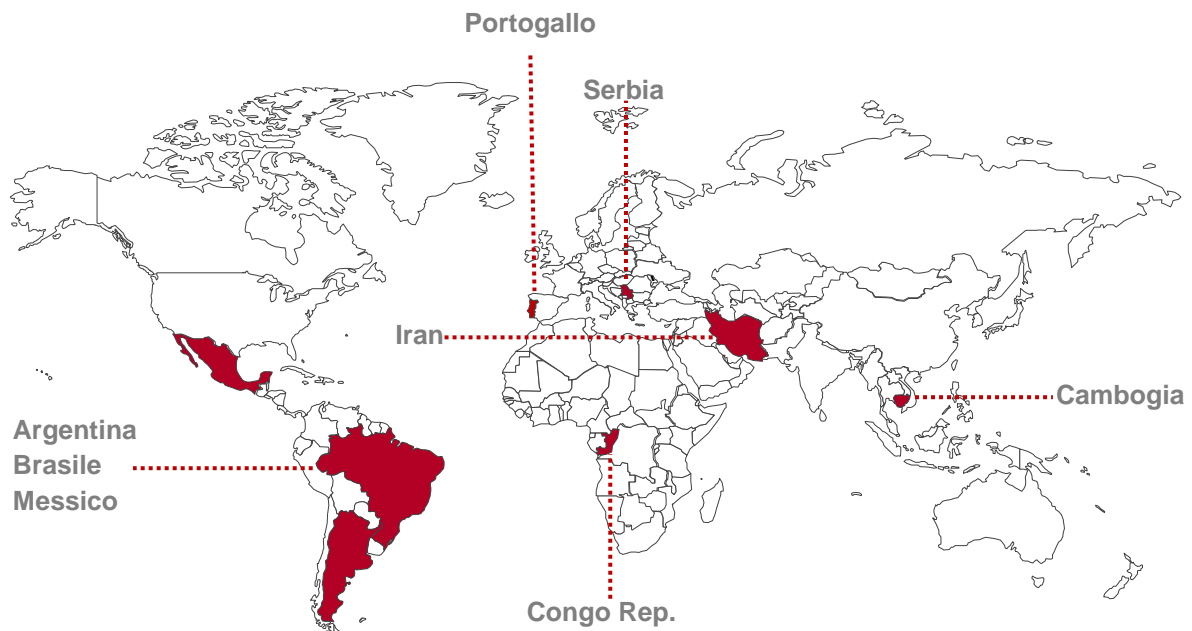 Portogallo
Serbia
Iran
Cambogia
Argentina
Brasile
Messico
Congo Rep.